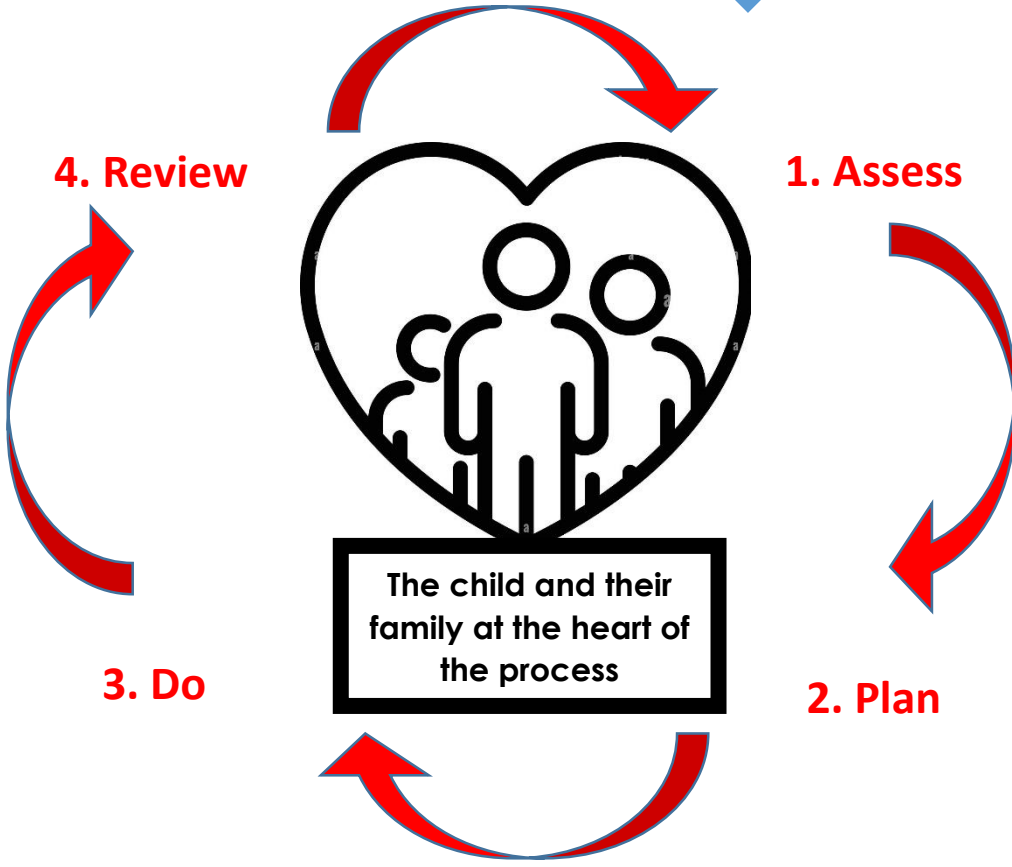 4. Review
1. Assess
The child and their
family at the heart of
the process
3. Do
2. Plan